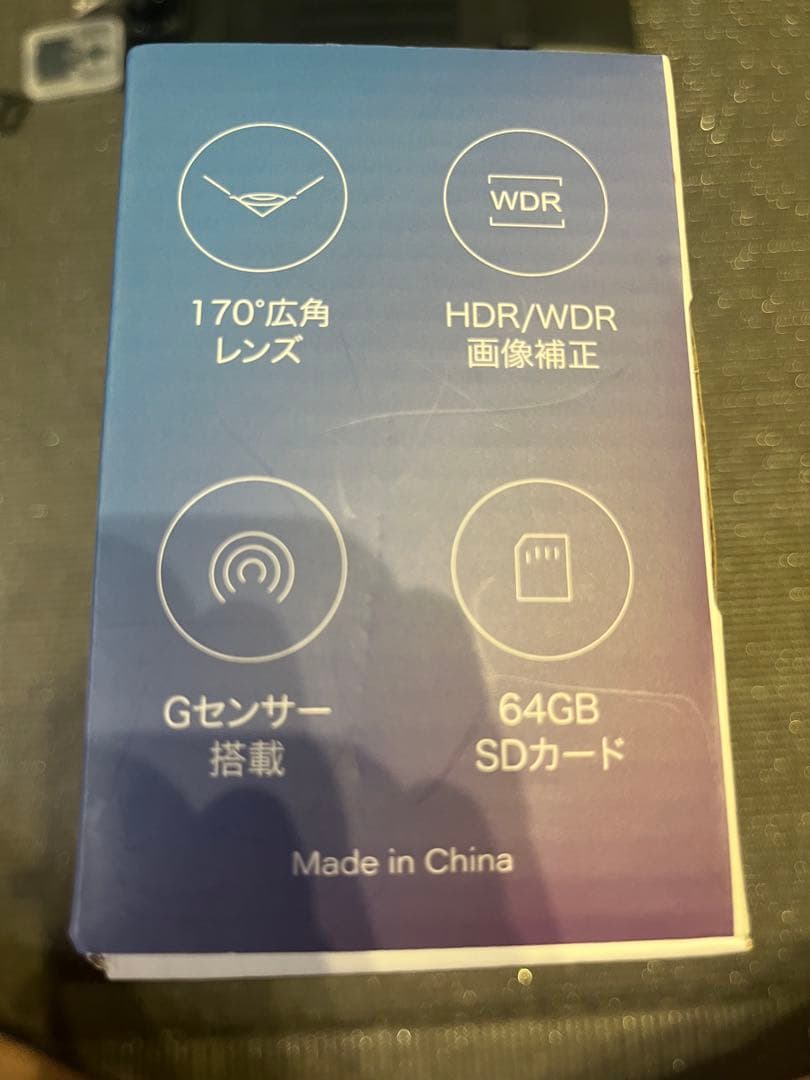 WDR
170°広角
レンズ
HDR/WDR
画像補正
Gセンサー
搭載
64GB
SDカード
Made in China